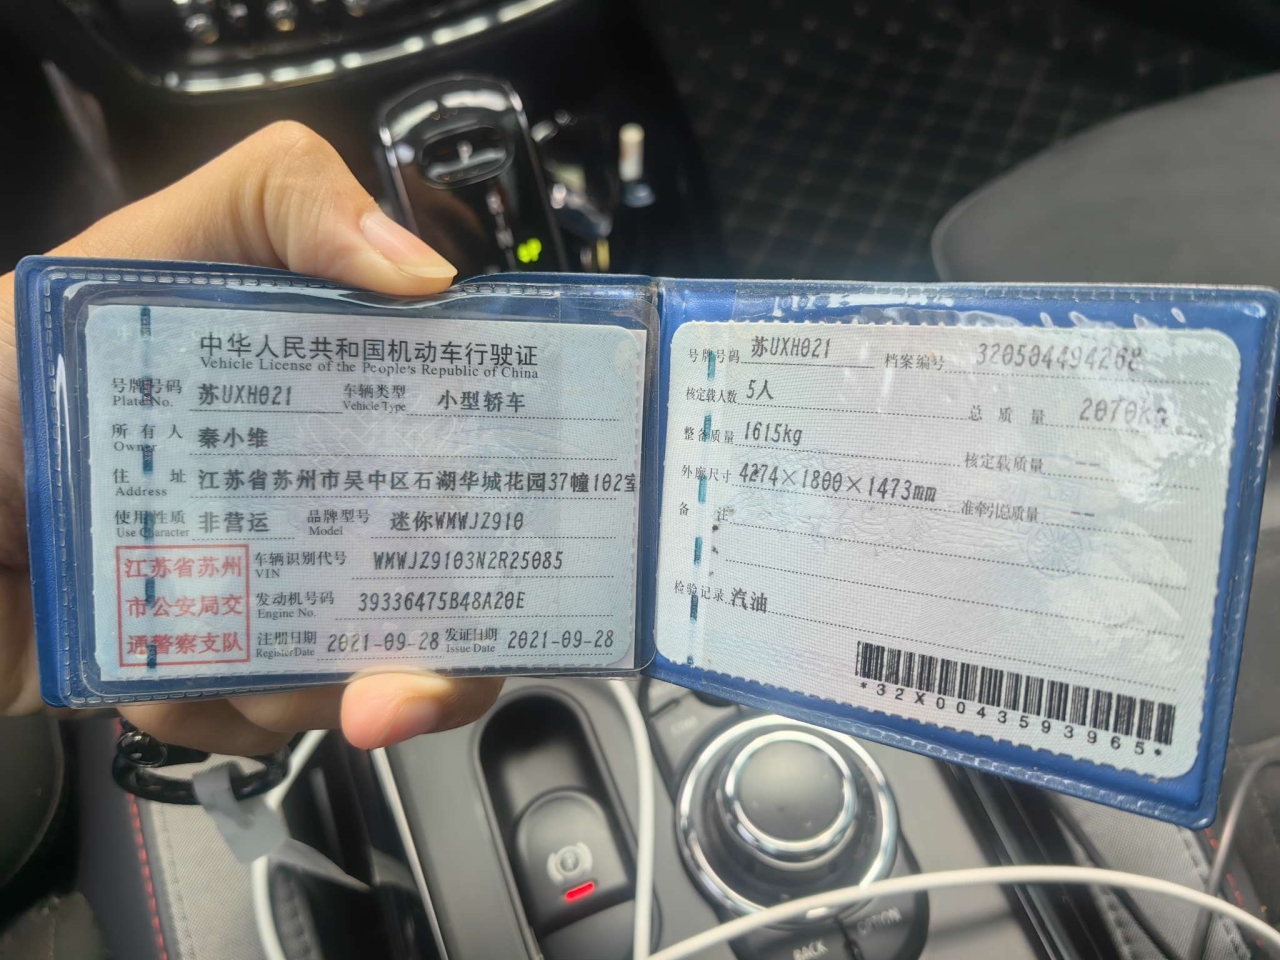 中华人民共和国机动车行驶证
Vehicle License of the People's Republic of China
号牌号码 苏UXH021 车辆类型 小型轿车
Plate No. Vehicle Type
所有人 秦小维
Owner
住址 江苏省苏州市吴中区石湖华城花园37幢102室
Address
使用性质 非营运 品牌型号 迷你WMWJZ910
Use Character Model
江苏省苏州
市公安局交
通警察支队
车辆识别代号 WMWJZ9103N2R25085
VIN
发动机号码 39336475B48A20E
Engine No.
注册日期 2021-09-28 发证日期 2021-09-28
Register Date Issue Date
号牌号码 苏UXH021 档案编号 320504494268
核定载人数 5人 总质量 2070kg
整备质量 1615kg 核定载质量 --
外廓尺寸 4274×1800×1473mm 准牵引总质量 --
备注
检验记录 汽油
*32X0043593965*
BACK
OPTION